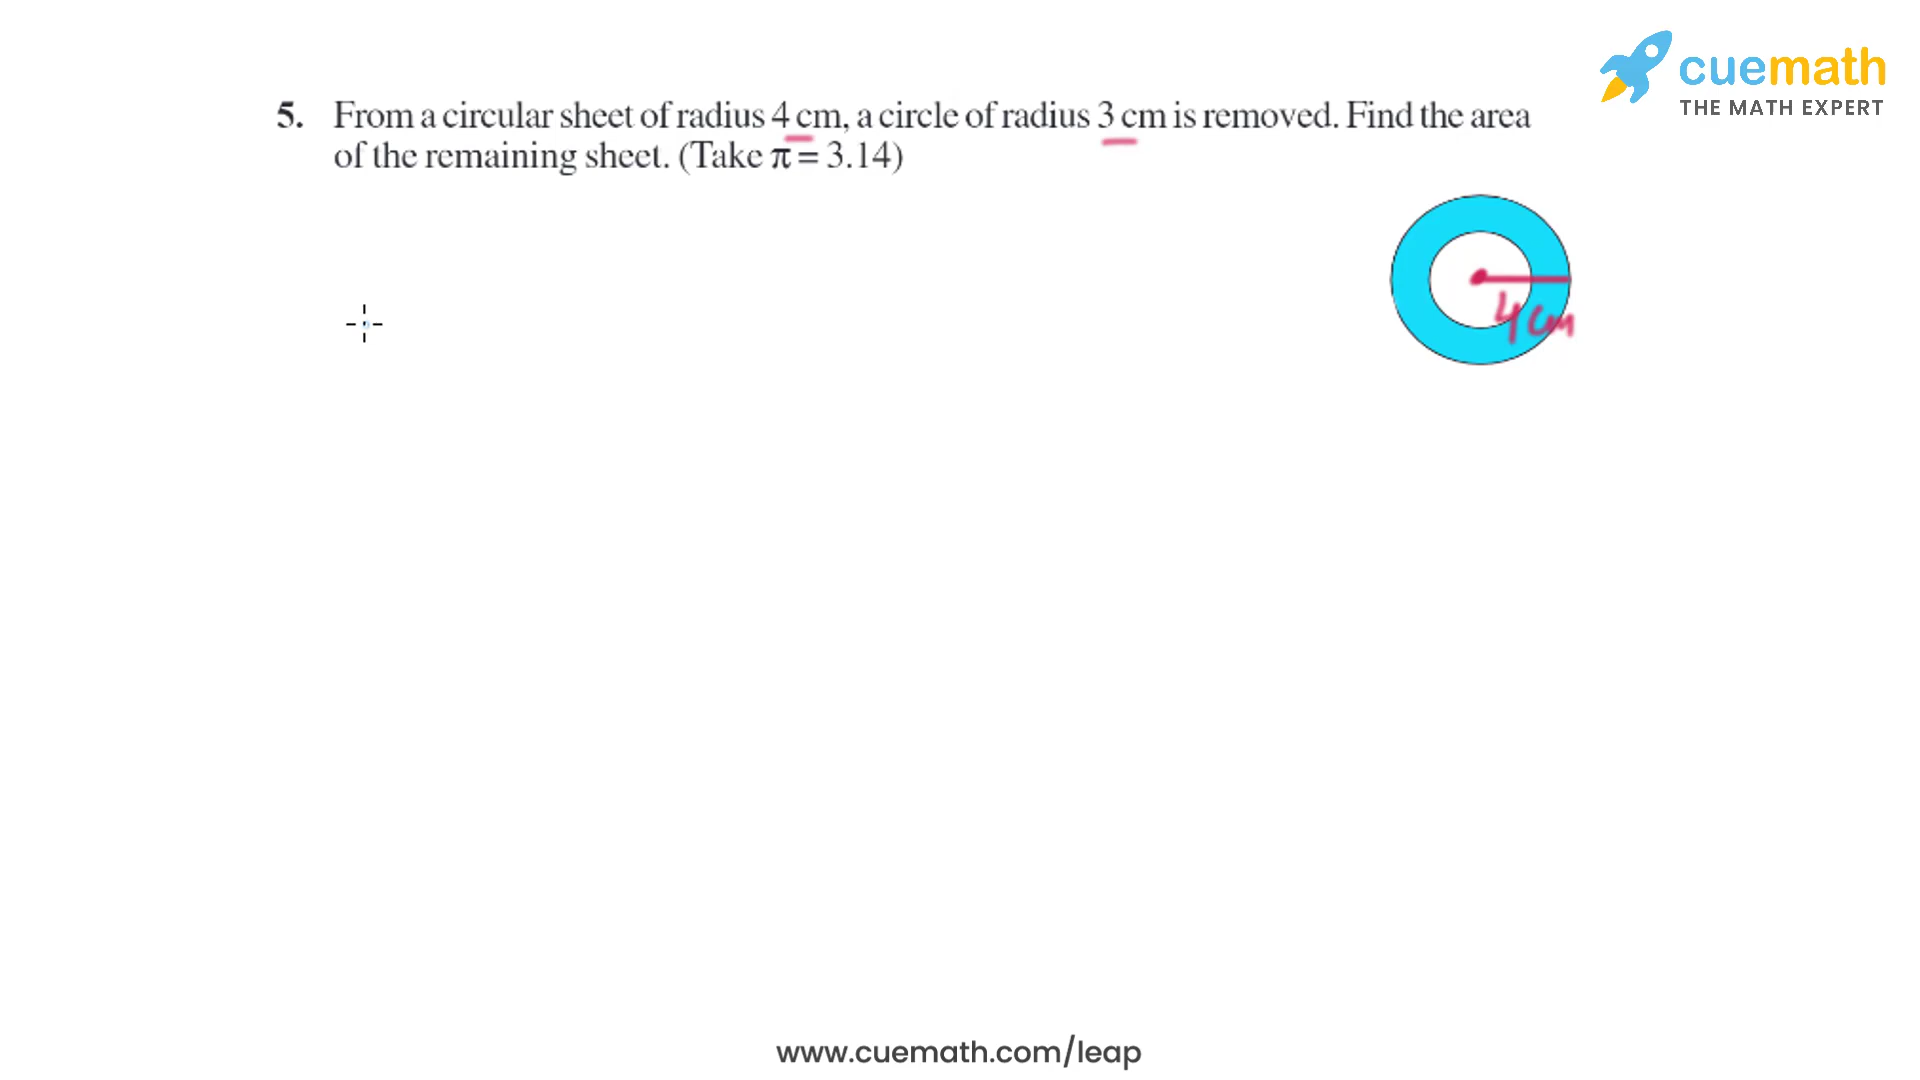 cuemath
THE MATH EXPERT
5. From a circular sheet of radius 4 cm, a circle of radius 3 cm is removed. Find the area
of the remaining sheet. (Take π = 3.14)
4cm
www.cuemath.com/leap